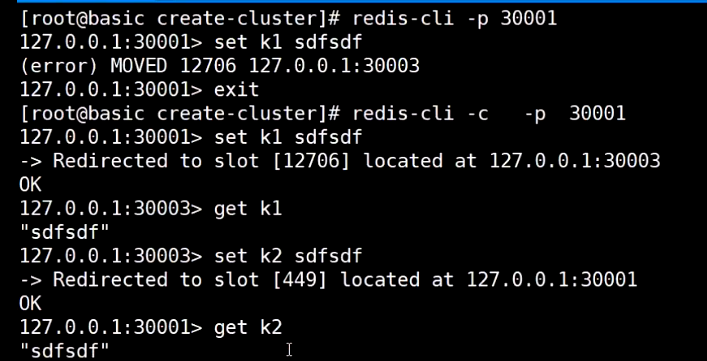 [root@basic create-cluster]# redis-cli -p 30001
127.0.0.1:30001> set k1 sdfsdf
(error) MOVED 12706 127.0.0.1:30003
127.0.0.1:30001> exit
[root@basic create-cluster]# redis-cli -c   -p  30001
127.0.0.1:30001> set k1 sdfsdf
-> Redirected to slot [12706] located at 127.0.0.1:30003
OK
127.0.0.1:30003> get k1
"sdfsdf"
127.0.0.1:30003> set k2 sdfsdf
-> Redirected to slot [449] located at 127.0.0.1:30001
OK
127.0.0.1:30001> get k2
"sdfsdf"